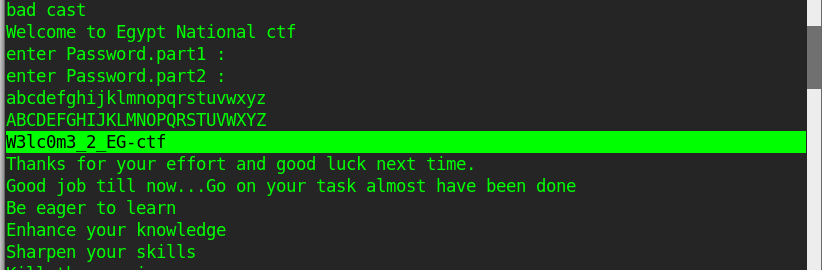 bad cast
Welcome to Egypt National ctf
enter Password.part1 :
enter Password.part2 :
abcdefghijklmnopqrstuvwxyz
ABCDEFGHIJKLMNOPQRSTUVWXYZ
W3lc0m3_2_EG-ctf
Thanks for your effort and good luck next time.
Good job till now...Go on your task almost have been done
Be eager to learn
Enhance your knowledge
Sharpen your skills